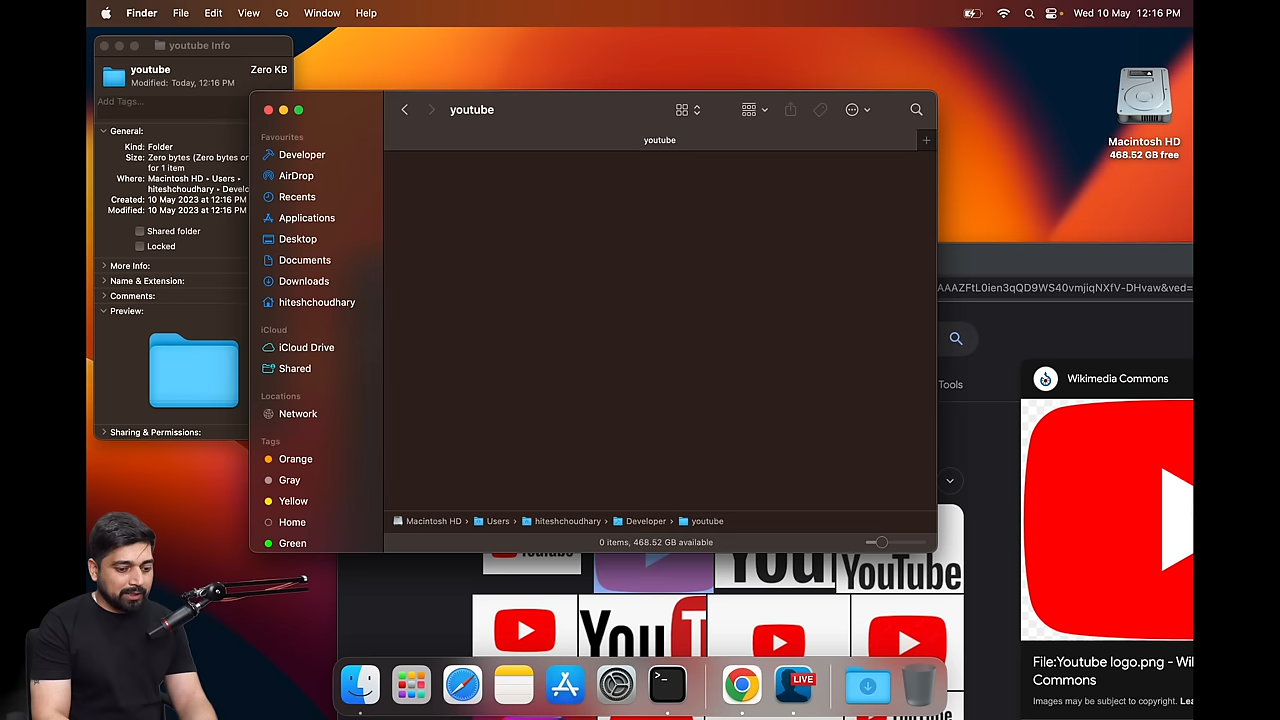 Finder File Edit View Go Window Help
Wed 10 May 12:16 PM
youtube Info
youtube
Zero KB
Modified: Today, 12:16 PM
Add Tags...
General:
Kind: Folder
Size: Zero bytes (Zero bytes or
for 1 item
Where: Macintosh HD ▸ Users ▸
hiteshchoudhary ▸ Develo
Created: 10 May 2023 at 12:16 PM
Modified: 10 May 2023 at 12:16 PM
Shared folder
Locked
More Info:
Name & Extension:
Comments:
Preview:
Sharing & Permissions:
youtube
youtube
Favourites
Developer
AirDrop
Recents
Applications
Desktop
Documents
Downloads
hiteshchoudhary
iCloud
iCloud Drive
Shared
Locations
Network
Tags
Orange
Gray
Yellow
Home
Green
Macintosh HD › Users › hiteshchoudhary › Developer › youtube
0 items, 468.52 GB available
Macintosh HD
468.52 GB free
AAAZFtL0ien3qQD9WS40vmjiqNXfV-DHvaw&ved=
Tools
Wikimedia Commons
YouTube
You
YouTube
You T
File:Youtube logo.png - Wil
Commons
Images may be subject to copyright. Lea
LIVE